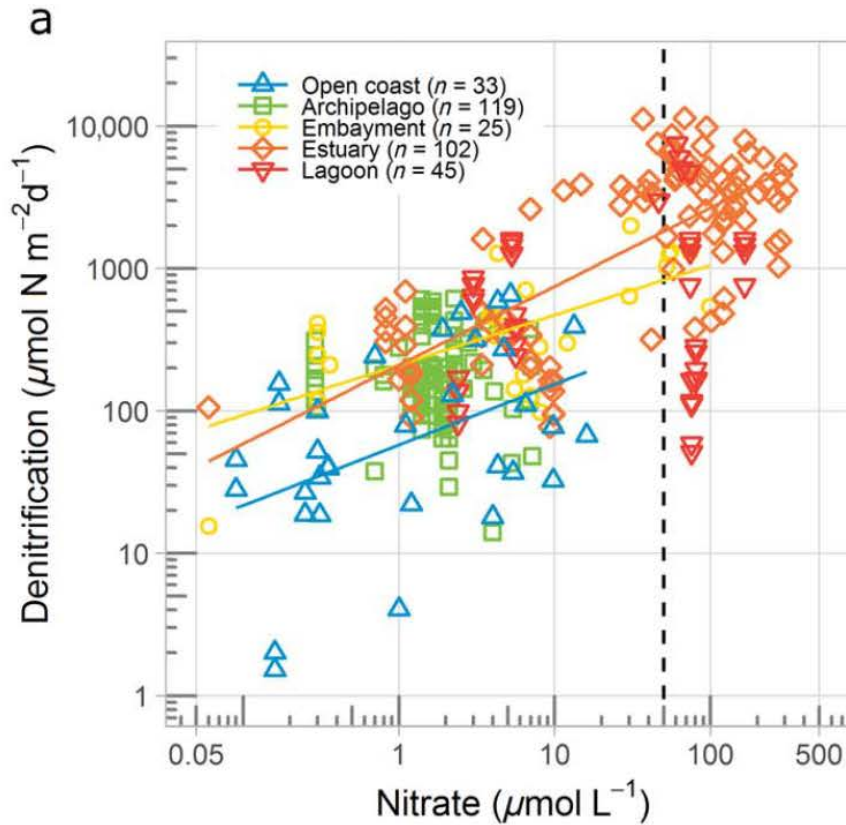 a
Open coast (n = 33)
Archipelago (n = 119)
Embayment (n = 25)
Estuary (n = 102)
Lagoon (n = 45)
Denitrification (µmol N m⁻² d⁻¹)
10,000
1000
100
10
1
0.05 1 10 100 500
Nitrate (µmol L⁻¹)